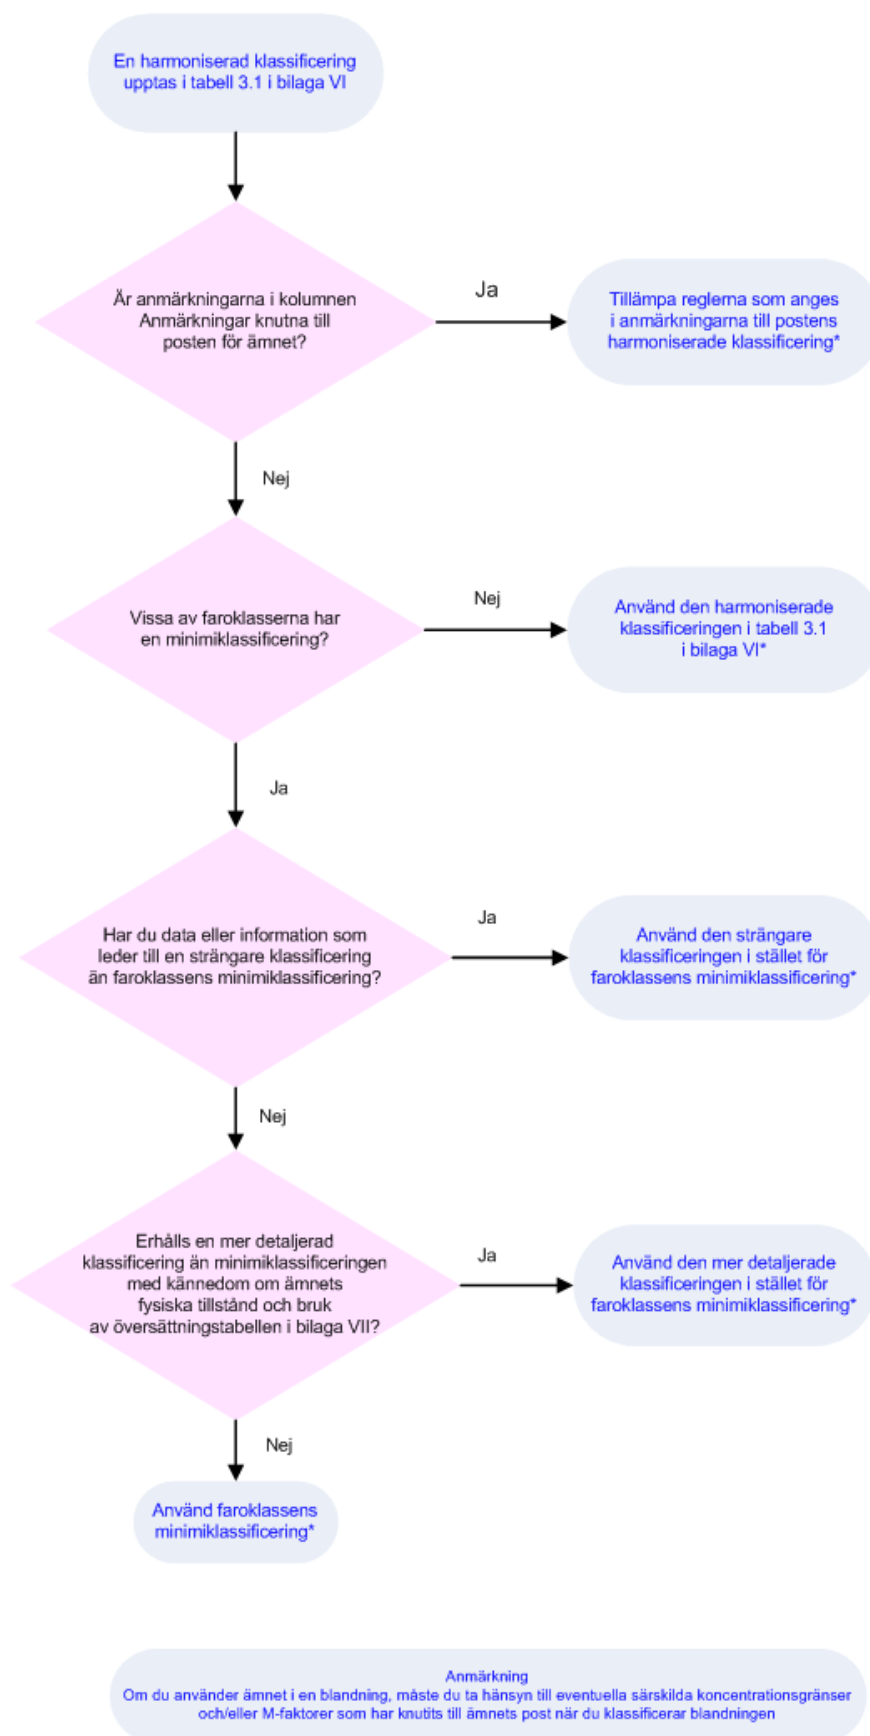 En harmoniserad klassificering
upptas i tabell 3.1 i bilaga VI
Är anmärkningarna i kolumnen
Anmärkningar knutna till
posten för ämnet?
Ja
Tillämpa reglerna som anges
i anmärkningarna till postens
harmoniserade klassificering*
Nej
Vissa av faroklasserna har
en minimiklassificering?
Nej
Använd den harmoniserade
klassificeringen i tabell 3.1
i bilaga VI*
Ja
Har du data eller information som
leder till en strängare klassificering
än faroklassens minimiklassificering?
Ja
Använd den strängare
klassificeringen i stället för
faroklassens minimiklassificering*
Nej
Erhålls en mer detaljerad
klassificering än minimiklassificeringen
med kännedom om ämnets
fysiska tillstånd och bruk
av översättningstabellen i bilaga VII?
Ja
Använd den mer detaljerade
klassificeringen i stället för
faroklassens minimiklassificering*
Nej
Använd faroklassens
minimiklassificering*
Anmärkning
Om du använder ämnet i en blandning, måste du ta hänsyn till eventuella särskilda koncentrationsgränser
och/eller M-faktorer som har knutits till ämnets post när du klassificerar blandningen